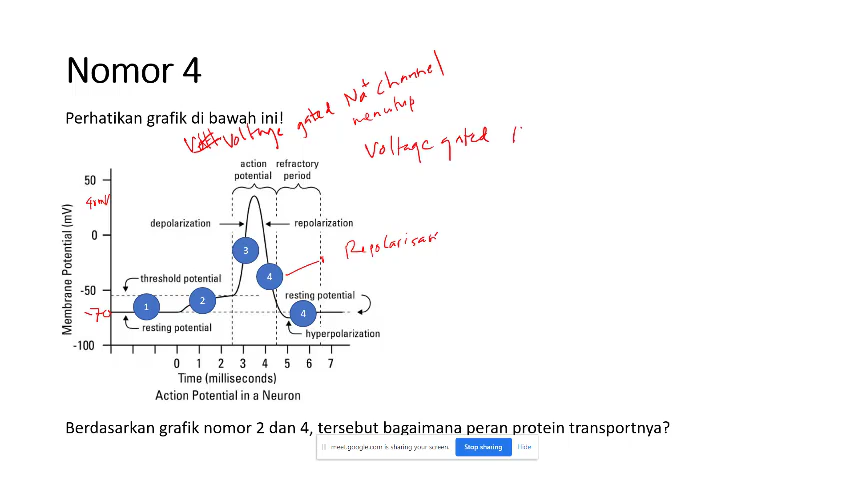 Nomor 4
Perhatikan grafik di bawah ini!
Voltage gated Na+ channel
menutup
Voltage gated
action
potential
refractory
period
50
40 mV
depolarization
repolarization
0
Repolarisasi
3
4
Membrane Potential (mV)
threshold potential
-50
1
2
resting potential
-70
resting potential
4
hyperpolarization
-100
0 1 2 3 4 5 6 7
Time (milliseconds)
Action Potential in a Neuron
Berdasarkan grafik nomor 2 dan 4, tersebut bagaimana peran protein transportnya?
meet.google.com is sharing your screen. Stop sharing Hide